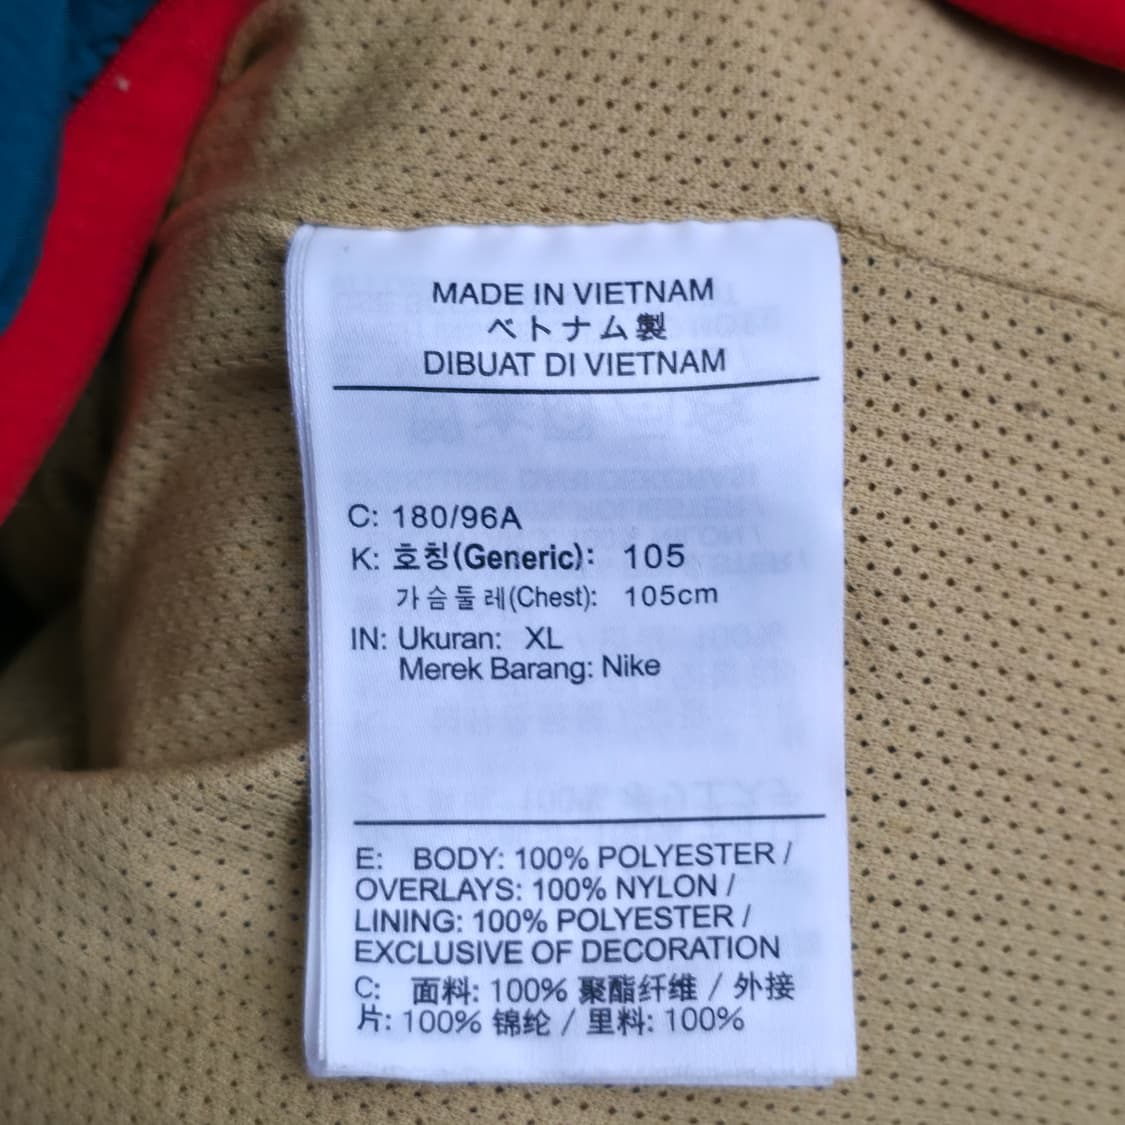 MADE IN VIETNAM
ベトナム製
DIBUAT DI VIETNAM
C: 180/96A
K: 호칭(Generic): 105
가슴둘레(Chest): 105cm
IN: Ukuran: XL
Merek Barang: Nike
E: BODY: 100% POLYESTER /
OVERLAYS: 100% NYLON /
LINING: 100% POLYESTER /
EXCLUSIVE OF DECORATION
C: 面料: 100% 聚酯纤维 / 外接
片: 100% 锦纶 / 里料: 100%